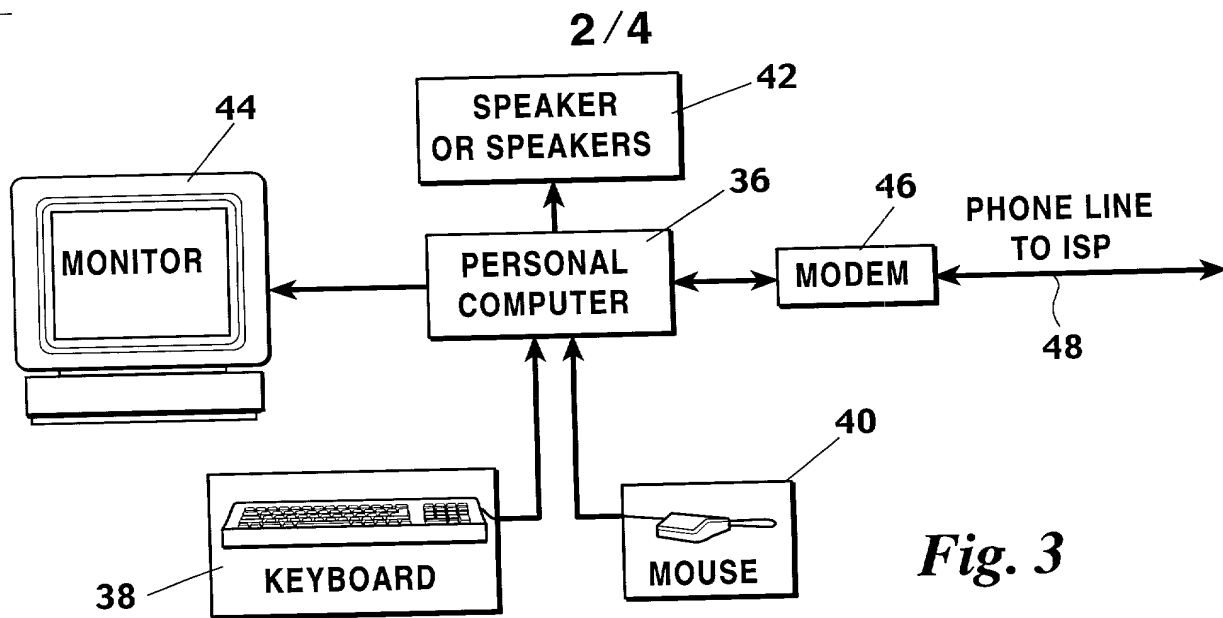 2/4
42
SPEAKER
OR SPEAKERS
44
36
46
PHONE LINE
TO ISP
MONITOR
PERSONAL
COMPUTER
MODEM
48
40
38
KEYBOARD
MOUSE
Fig. 3